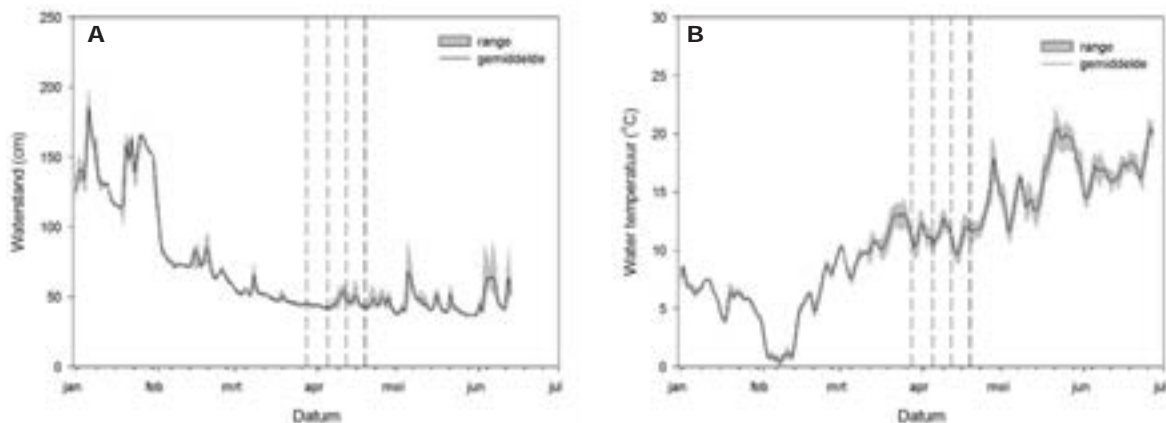 A
range
gemiddelde
250
200
150
100
50
0
Waterstand (cm)
jan feb mrt apr mei jun jul
Datum
B
range
gemiddelde
30
25
20
15
10
5
0
Water temperatuur (°C)
jan feb mrt apr mei jun jul
Datum